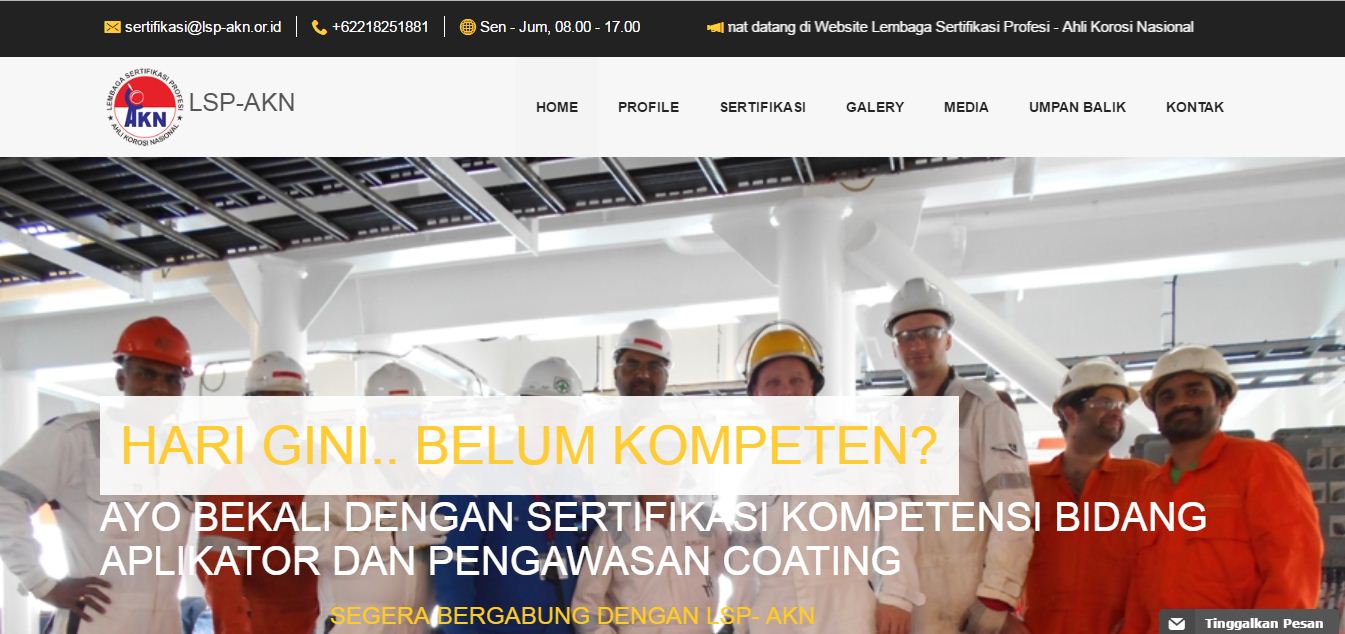 sertifikasi@lsp-akn.or.id
+62218251881
Sen - Jum, 08.00 - 17.00
mat datang di Website Lembaga Sertifikasi Profesi - Ahli Korosi Nasional
LEMBAGA SERTIFIKASI PROFESI
AKN
AHLI KOROSI NASIONAL
LSP-AKN
HOME
PROFILE
SERTIFIKASI
GALERY
MEDIA
UMPAN BALIK
KONTAK
HARI GINI.. BELUM KOMPETEN?
AYO BEKALI DENGAN SERTIFIKASI KOMPETENSI BIDANG
APLIKATOR DAN PENGAWASAN COATING
SEGERA BERGABUNG DENGAN LSP- AKN
Tinggalkan Pesan